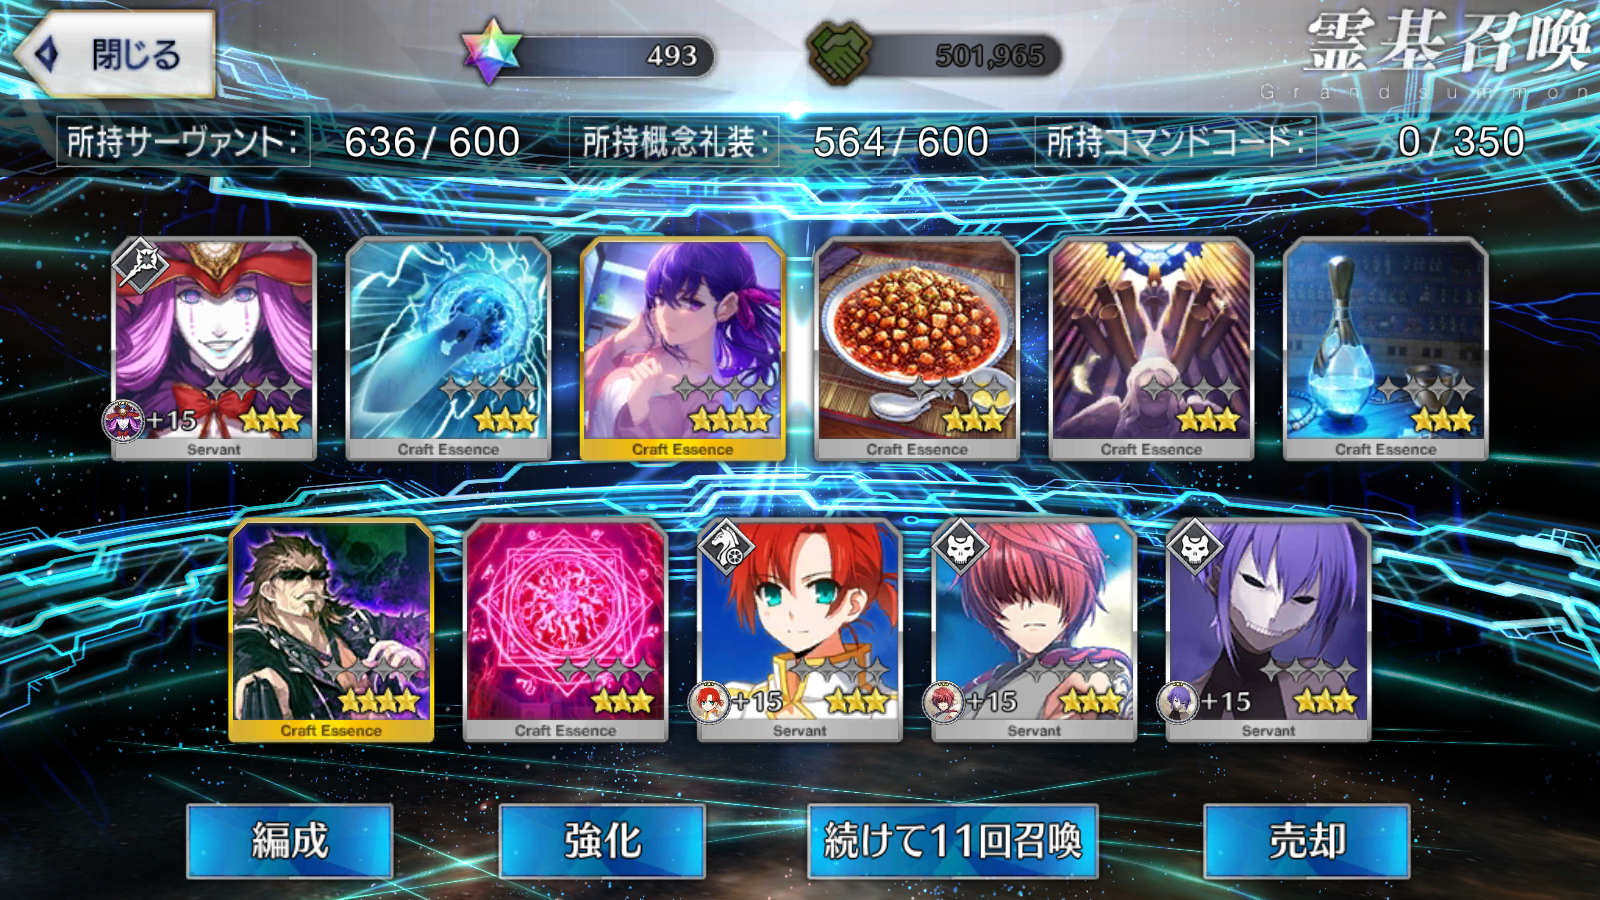 閉じる
493
501,965
霊基召喚
Grand summon
所持サーヴァント: 636 / 600
所持概念礼装: 564 / 600
所持コマンドコード: 0 / 350
+15
Servant
Craft Essence
Craft Essence
Craft Essence
Craft Essence
Craft Essence
Craft Essence
Craft Essence
+15
Servant
+15
Servant
+15
Servant
編成
強化
続けて11回召喚
売却